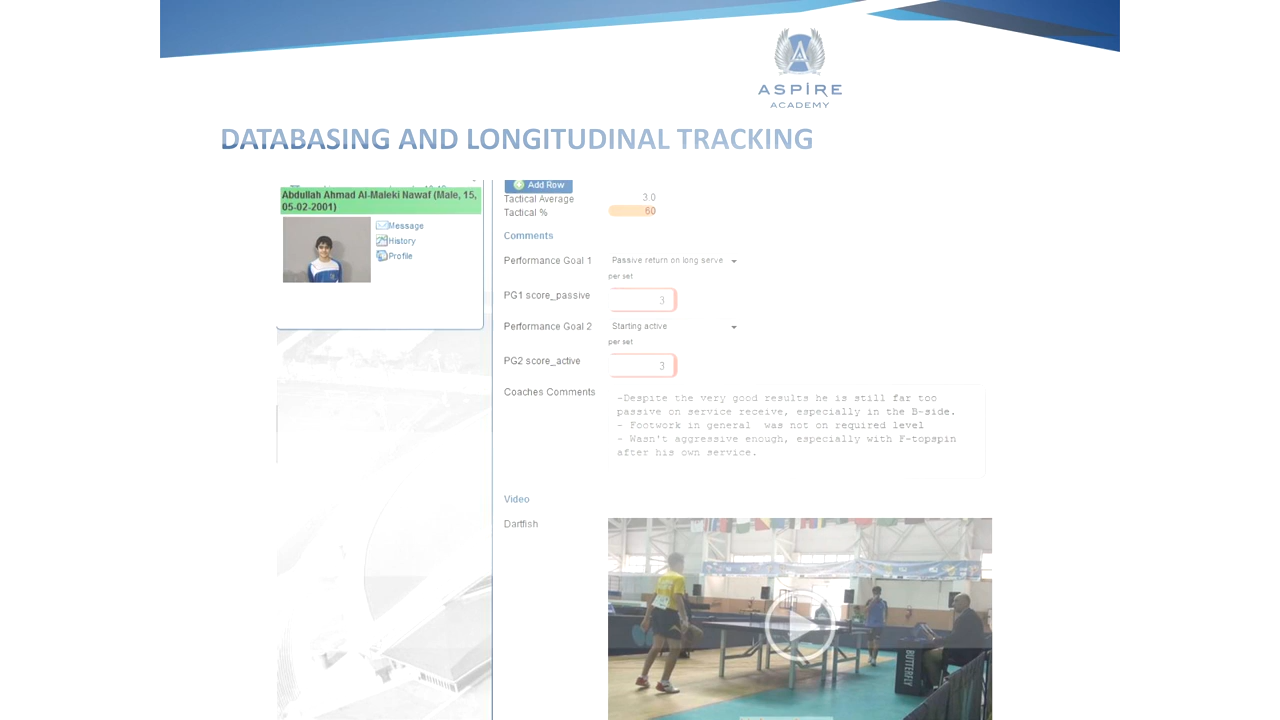 ASPIRE
ACADEMY
DATABASING AND LONGITUDINAL TRACKING
Abdullah Ahmad Al-Maleki Nawaf (Male, 15,
05-02-2001)
Message
History
Profile
Add Row
Tactical Average 3.0
Tactical % 60
Comments
Performance Goal 1 Passive return on long serve
per set
PG1 score_passive 3
Performance Goal 2 Starting active
per set
PG2 score_active 3
Coaches Comments
-Despite the very good results he is still far too
passive on service receive, especially in the B-side.
- Footwork in general  was not on required level
- Wasn't aggressive enough, especially with F-topspin
after his own service.
Video
Dartfish
BUTTERFLY